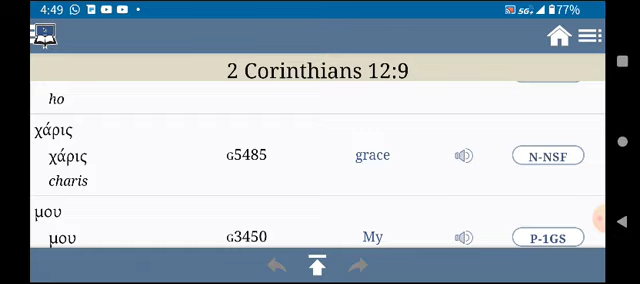 4:49 5G+ 77%
2 Corinthians 12:9
ho
χάρις
χάρις G5485 grace N-NSF
charis
μου
μου G3450 My P-1GS